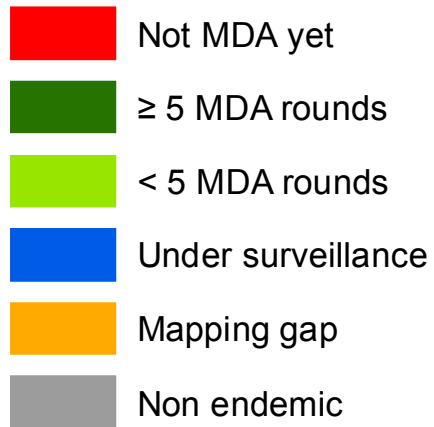 Not MDA yet
≥ 5 MDA rounds
< 5 MDA rounds
Under surveillance
Mapping gap
Non endemic